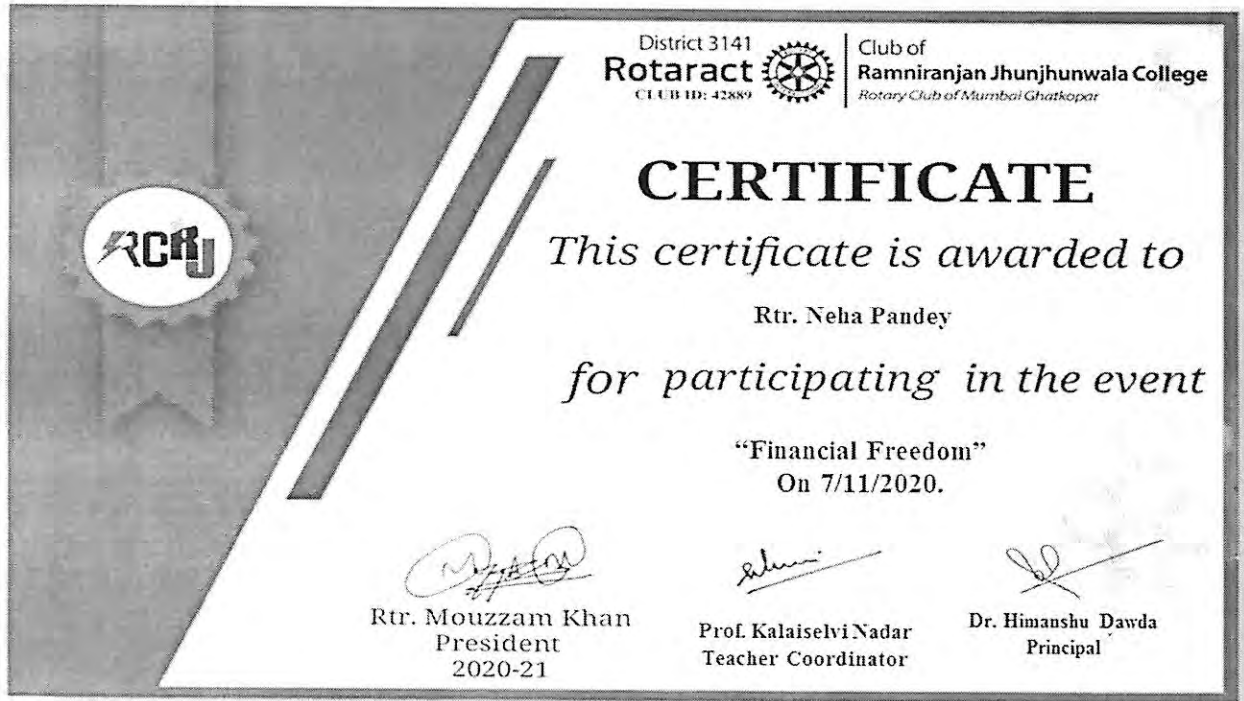 District 3141
Rotaract
CLUB ID: 42889
Club of
Ramniranjan Jhunjhunwala College
Rotary Club of Mumbai Ghatkopar
RCRJ
CERTIFICATE
This certificate is awarded to
Rtr. Neha Pandey
for participating in the event
“Financial Freedom”
On 7/11/2020.
Rtr. Mouzzam Khan
President
2020-21
Prof. Kalaiselvi Nadar
Teacher Coordinator
Dr. Himanshu Dawda
Principal